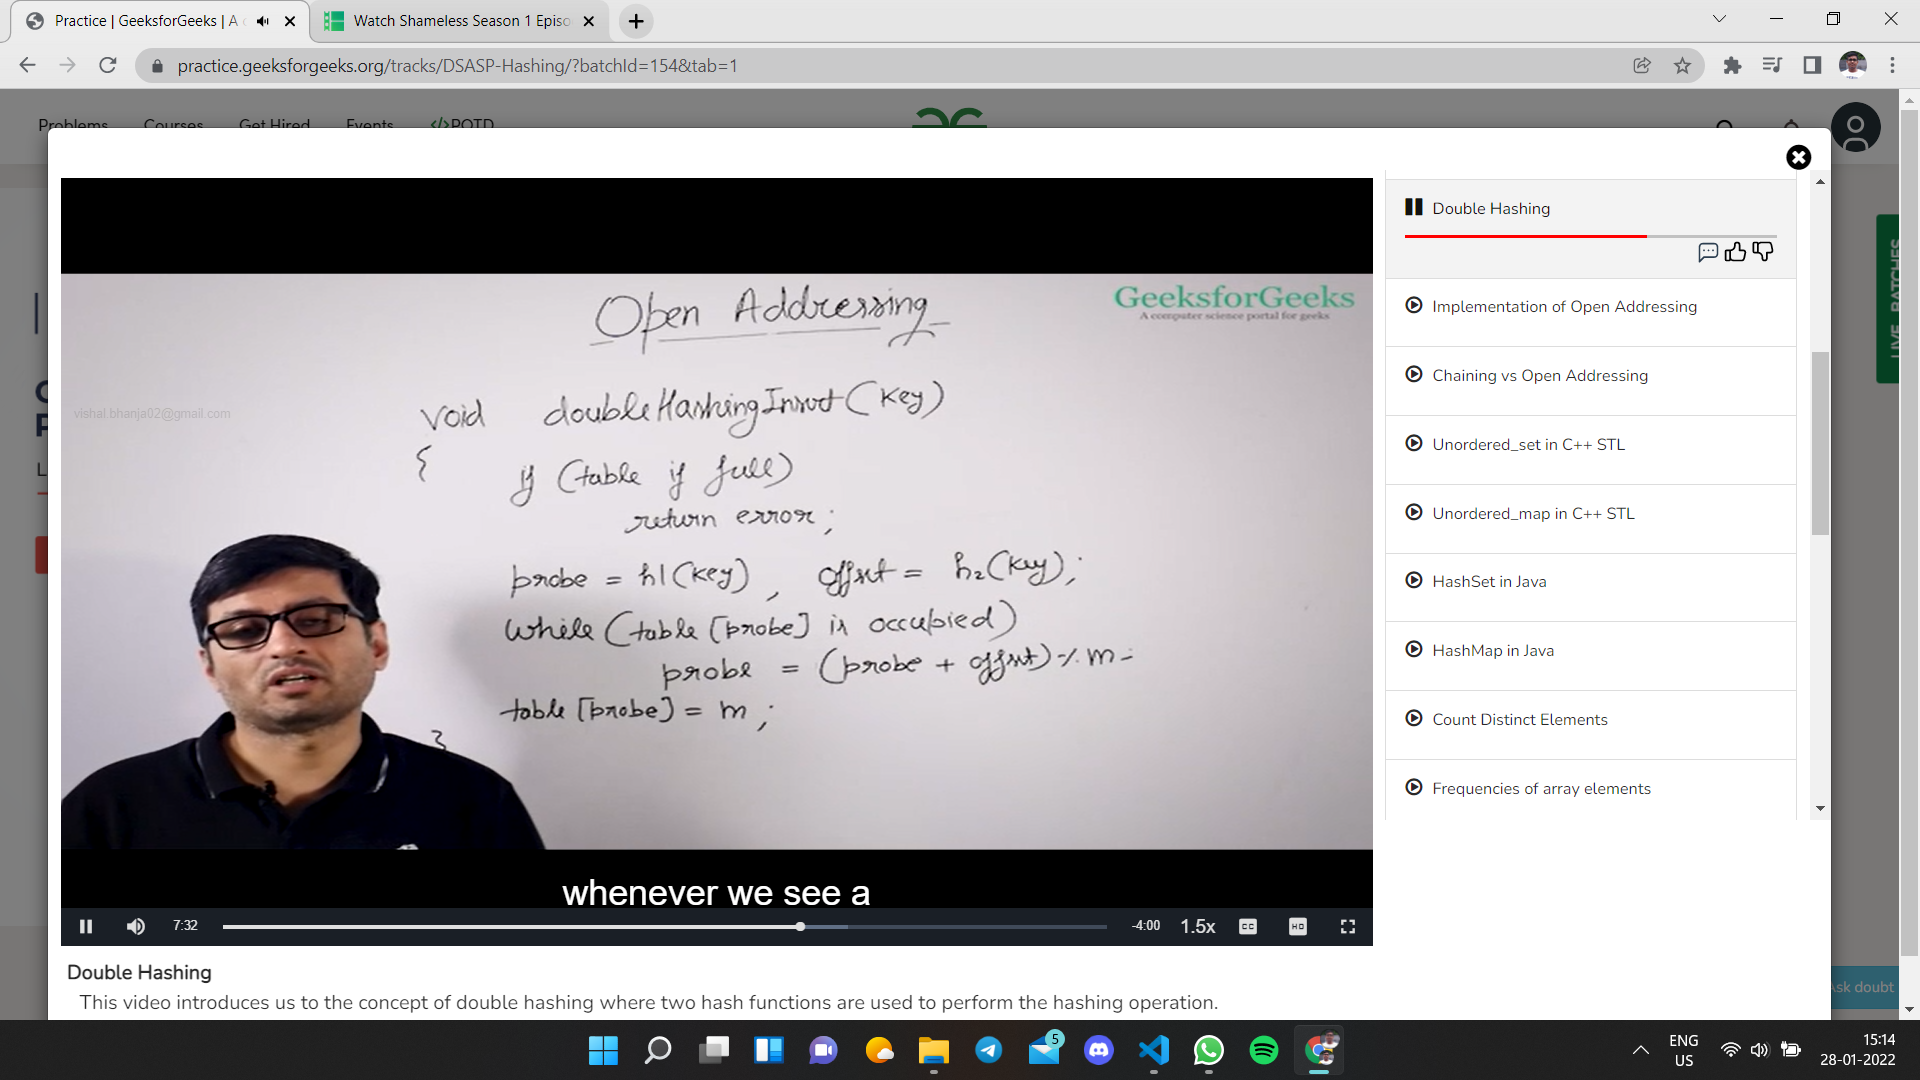 Practice | GeeksforGeeks | A c
Watch Shameless Season 1 Episo
practice.geeksforgeeks.org/tracks/DSASP-Hashing/?batchId=154&tab=1
Problems Courses Get Hired Events </>POTD
Double Hashing
Implementation of Open Addressing
Chaining vs Open Addressing
Unordered_set in C++ STL
Unordered_map in C++ STL
HashSet in Java
HashMap in Java
Count Distinct Elements
Frequencies of array elements
LIVE BATCHES
Open Addressing
GeeksforGeeks
A computer science portal for geeks
vishal.bhanja02@gmail.com
void doubleHashingInsert(key)
{
if (table if full)
return error;
probe = h1(key), offset = h2(key);
while (table[probe] is occupied)
probe = (probe + offset) % m -
table[probe] = m;
}
whenever we see a
7:32 -4:00 1.5x CC HD
Double Hashing
This video introduces us to the concept of double hashing where two hash functions are used to perform the hashing operation.
Ask doubt
5
ENG
US
15:14
28-01-2022